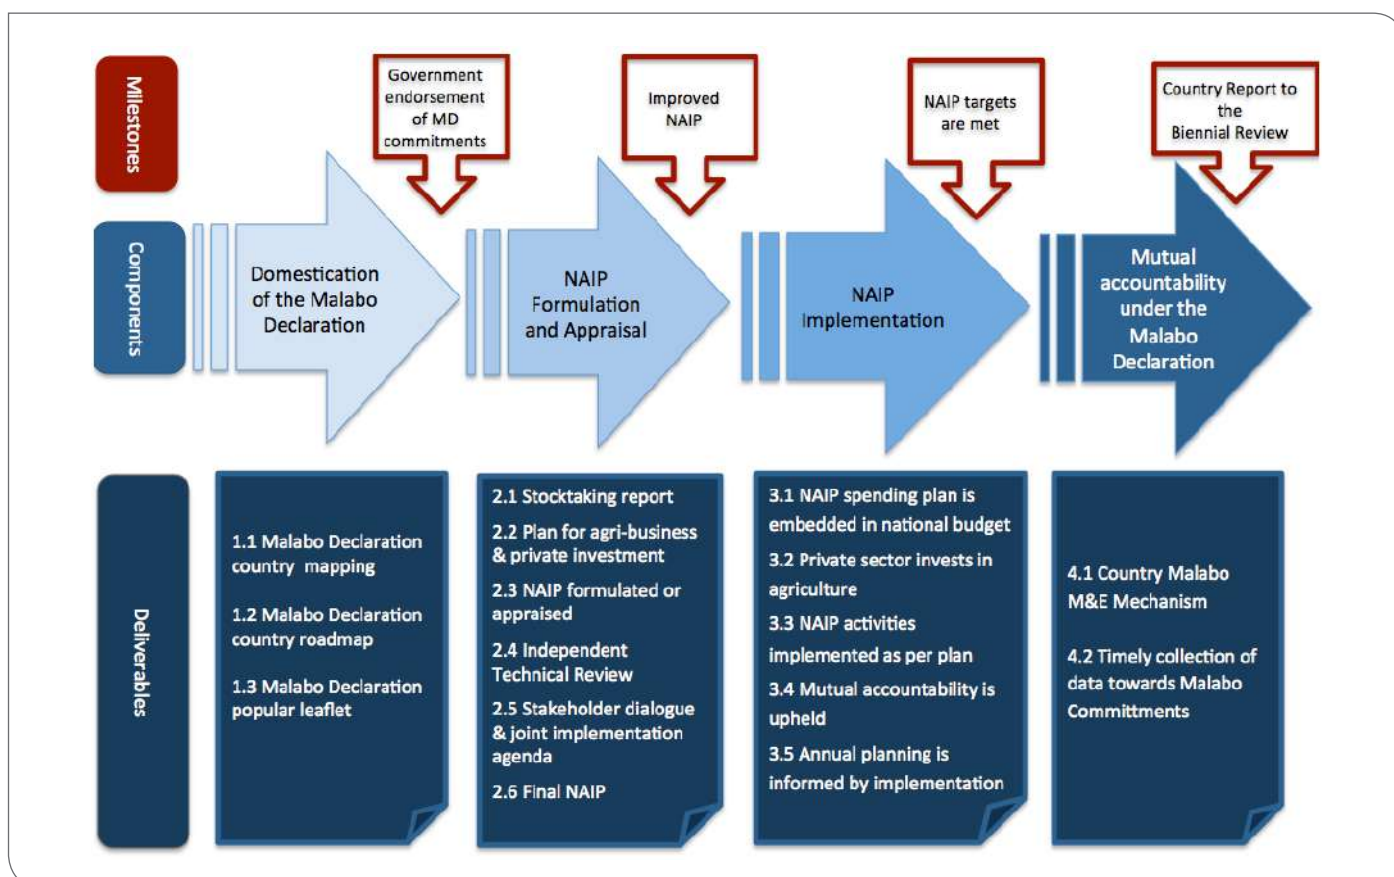 Milestones
Government
endorsement
of MD
commitments
Improved
NAIP
NAIP targets
are met
Country Report to
the
Biennial Review
Components
Domestication
of the Malabo
Declaration
NAIP
Formulation
and Appraisal
NAIP
Implementation
Mutual
accountability
under the
Malabo
Declaration
Deliverables
1.1 Malabo Declaration
country mapping
1.2 Malabo Declaration
country roadmap
1.3 Malabo Declaration
popular leaflet
2.1 Stocktaking report
2.2 Plan for agri-business
& private investment
2.3 NAIP formulated or
appraised
2.4 Independent
Technical Review
2.5 Stakeholder dialogue
& joint implementation
agenda
2.6 Final NAIP
3.1 NAIP spending plan is
embedded in national budget
3.2 Private sector invests in
agriculture
3.3 NAIP activities
implemented as per plan
3.4 Mutual accountability is
upheld
3.5 Annual planning is
informed by implementation
4.1 Country Malabo
M&E Mechanism
4.2 Timely collection of
data towards Malabo
Committments